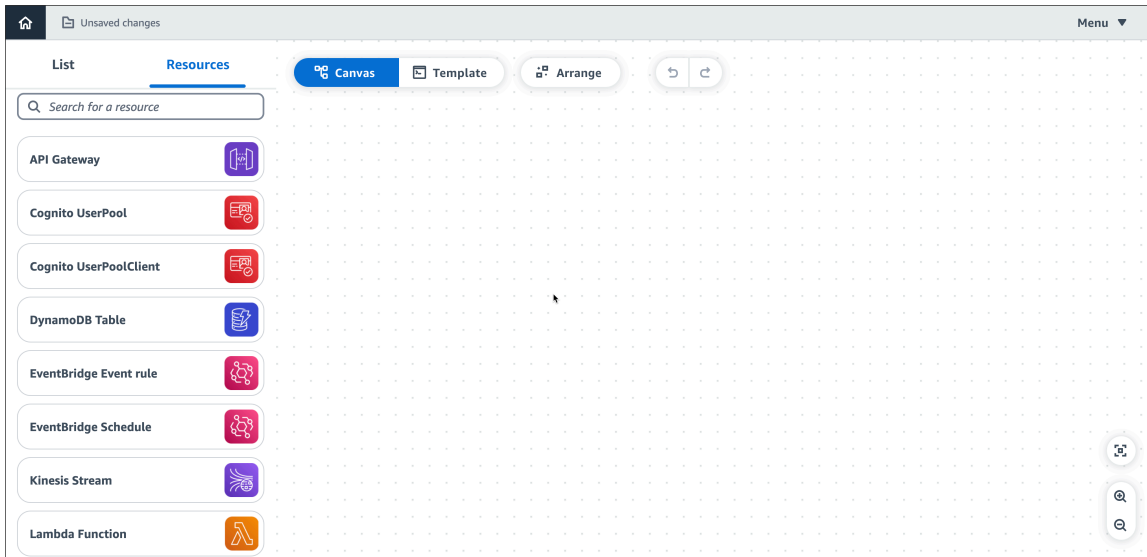 Unsaved changes
Menu
List
Resources
Canvas
Template
Arrange
Search for a resource
API Gateway
Cognito UserPool
Cognito UserPoolClient
DynamoDB Table
EventBridge Event rule
EventBridge Schedule
Kinesis Stream
Lambda Function